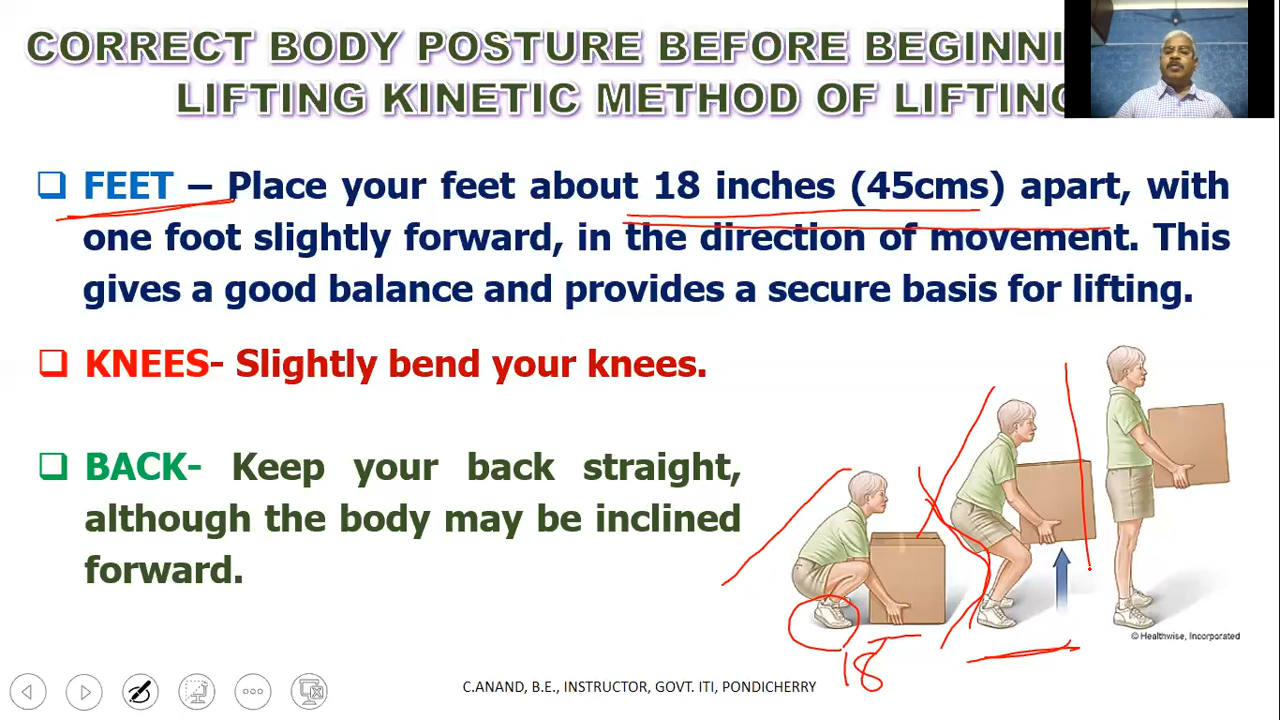 CORRECT BODY POSTURE BEFORE BEGINNI
LIFTING KINETIC METHOD OF LIFTING
FEET – Place your feet about 18 inches (45cms) apart, with
one foot slightly forward, in the direction of movement. This
gives a good balance and provides a secure basis for lifting.
KNEES- Slightly bend your knees.
BACK- Keep your back straight,
although the body may be inclined
forward.
18
© Healthwise, Incorporated
C.ANAND, B.E., INSTRUCTOR, GOVT. ITI, PONDICHERRY